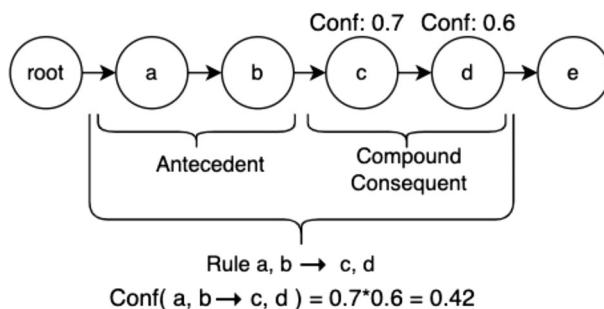 Conf: 0.7 Conf: 0.6
root a b c d e
Antecedent
Compound
Consequent
Rule a, b → c, d
Conf( a, b → c, d ) = 0.7*0.6 = 0.42